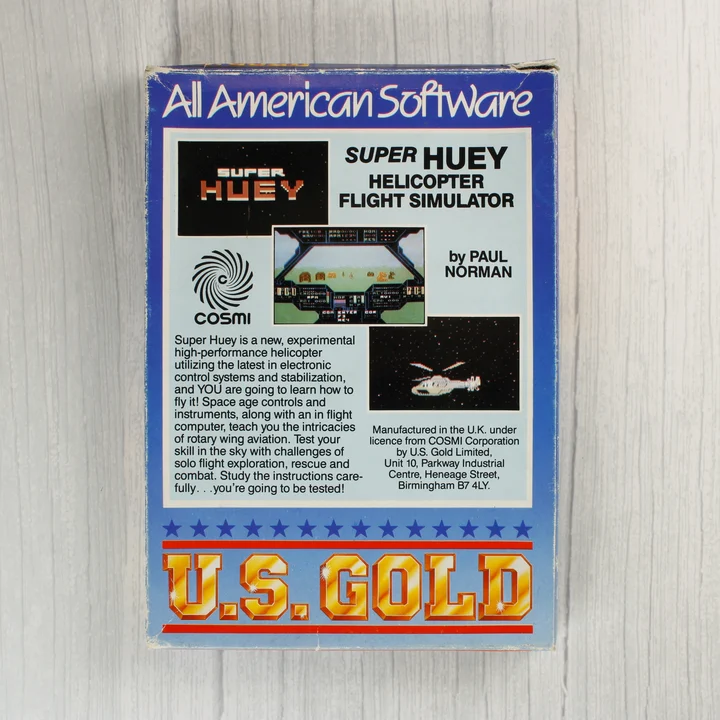 All American Software
SUPER
HUEY
SUPER HUEY
HELICOPTER
FLIGHT SIMULATOR
by PAUL
NORMAN
COSMI
Super Huey is a new, experimental
high-performance helicopter
utilizing the latest in electronic
control systems and stabilization,
and YOU are going to learn how to
fly it! Space age controls and
instruments, along with an in flight
computer, teach you the intricacies
of rotary wing aviation. Test your
skill in the sky with challenges of
solo flight exploration, rescue and
combat. Study the instructions care-
fully. . .you're going to be tested!
Manufactured in the U.K. under
licence from COSMI Corporation
by U.S. Gold Limited,
Unit 10, Parkway Industrial
Centre, Heneage Street,
Birmingham B7 4LY.
U.S. GOLD